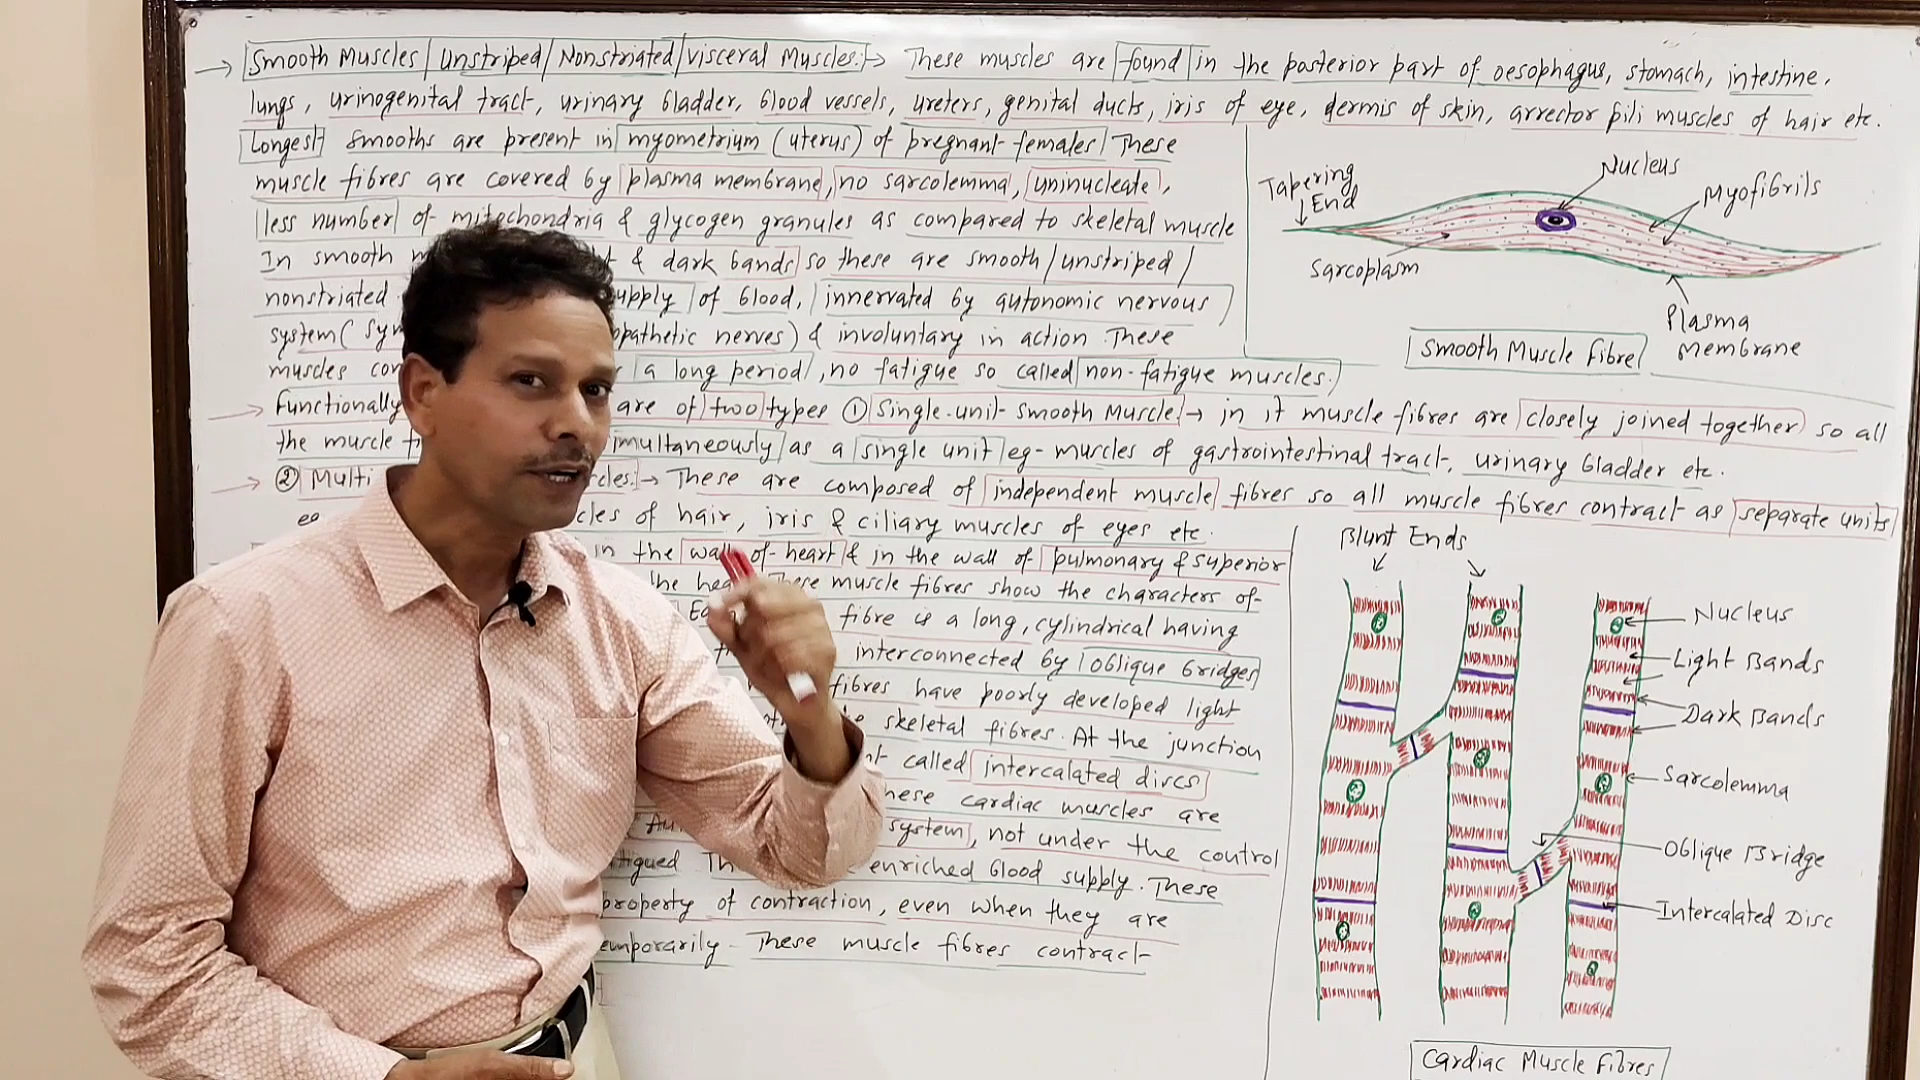 Smooth Muscles / Unstriped / Nonstriated / Visceral Muscles :→ These muscles are found in the posterior part of oesophagus, stomach, intestine,
lungs, urinogenital tract, urinary bladder, blood vessels, ureters, genital ducts, iris of eye, dermis of skin, arrector pili muscles of hair etc.
Longest smooths are present in myometrium (uterus) of pregnant females These
muscle fibres are covered by plasma membrane, no sarcolemma, uninucleate,
less number of mitochondria & glycogen granules as compared to skeletal muscle
In smooth & dark bands so these are smooth / unstriped /
nonstriated of blood, innervated by autonomic nervous
system ( nerves) & involuntary in action These
muscles a long period, no fatigue so called non-fatigue muscles.
Functionally are of two types ① Single-unit smooth Muscle → in it muscle fibres are closely joined together so all
the muscle as a single unit eg- muscles of gastrointestinal tract, urinary bladder etc.
② Multi → These are composed of independent muscle fibres so all muscle fibres contract as separate units
of hair, iris & ciliary muscles of eyes etc.
in the wall of heart & in the wall of pulmonary & superior
muscle fibres show the characters of
fibre is a long, cylindrical having
interconnected by oblique bridges
fibres have poorly developed light
skeletal fibres. At the junction
called intercalated discs
cardiac muscles are
system, not under the control
enriched blood supply. These
property of contraction, even when they are
These muscle fibres contract
Tapering
End
Nucleus
Myofibrils
Sarcoplasm
Plasma
Membrane
Smooth Muscle Fibre
Blunt Ends
Nucleus
Light Bands
Dark Bands
Sarcolemma
Oblique Bridge
Intercalated Disc
Cardiac Muscle Fibres